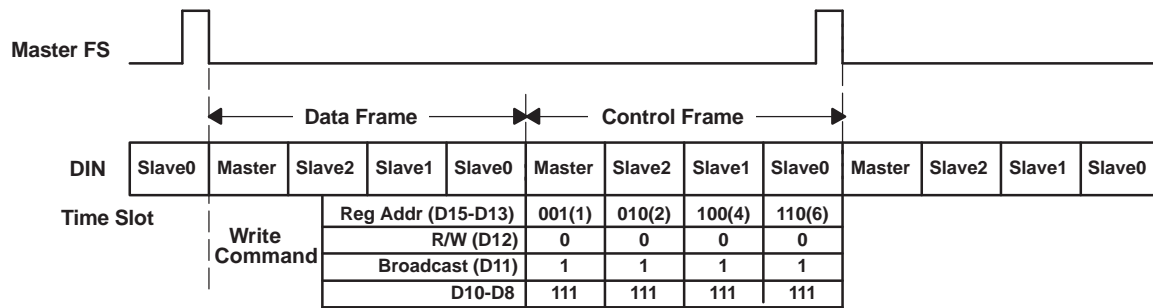 Master FS
Data Frame Control Frame
DIN Slave0 Master Slave2 Slave1 Slave0 Master Slave2 Slave1 Slave0 Master Slave2 Slave1 Slave0
Time Slot
Write Command
Reg Addr (D15-D13) 001(1) 010(2) 100(4) 110(6)
R/W (D12) 0 0 0 0
Broadcast (D11) 1 1 1 1
D10-D8 111 111 111 111